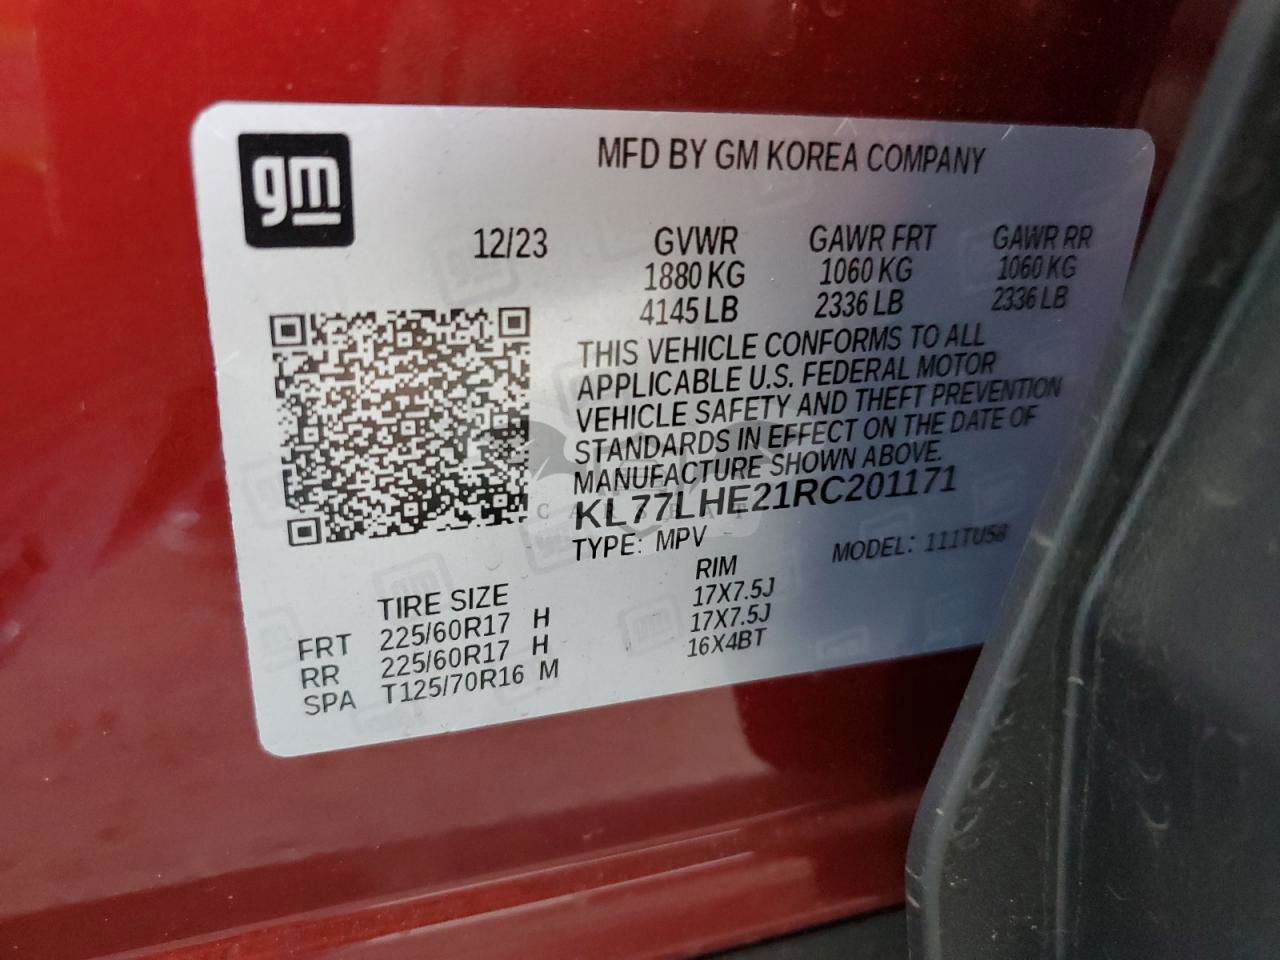 gm
MFD BY GM KOREA COMPANY
12/23 GVWR GAWR FRT GAWR RR
1880 KG 1060 KG 1060 KG
4145 LB 2336 LB 2336 LB
THIS VEHICLE CONFORMS TO ALL
APPLICABLE U.S. FEDERAL MOTOR
VEHICLE SAFETY AND THEFT PREVENTION
STANDARDS IN EFFECT ON THE DATE OF
MANUFACTURE SHOWN ABOVE.
KL77LHE21RC201171
TYPE: MPV MODEL: 111TU58
TIRE SIZE RIM
FRT 225/60R17 H 17X7.5J
RR 225/60R17 H 17X7.5J
SPA T125/70R16 M 16X4BT